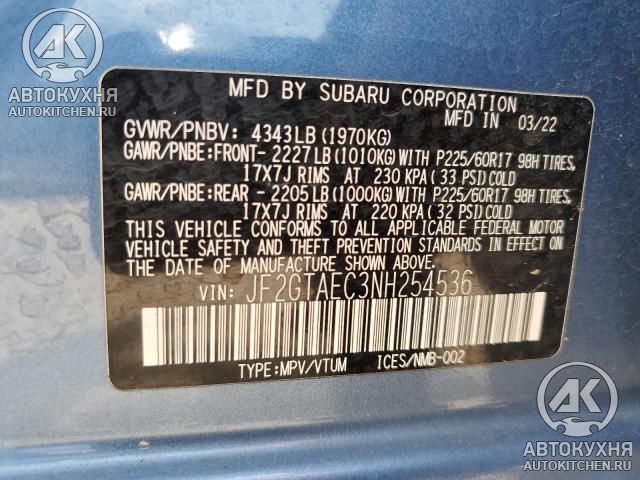 АК
АВТОКУХНЯ
AUTOKITCHEN.RU
MFD BY SUBARU CORPORATION
MFD IN 03/22
GVWR/PNBV: 4343LB (1970KG)
GAWR/PNBE:FRONT-2227LB (1010KG) WITH P225/60R17 98H TIRES,
17X7J RIMS AT 230 KPA (33 PSI) COLD
GAWR/PNBE:REAR -2205LB (1000KG) WITH P225/60R17 98H TIRES,
17X7J RIMS AT 220 KPA (32 PSI) COLD
THIS VEHICLE CONFORMS TO ALL APPLICABLE FEDERAL MOTOR
VEHICLE SAFETY AND THEFT PREVENTION STANDARDS IN EFFECT ON
THE DATE OF MANUFACTURE SHOWN ABOVE.
VIN: JF2GTAEC3NH254536
TYPE:MPV/VTUM ICES/NMB-002
АК
АВТОКУХНЯ
AUTOKITCHEN.RU